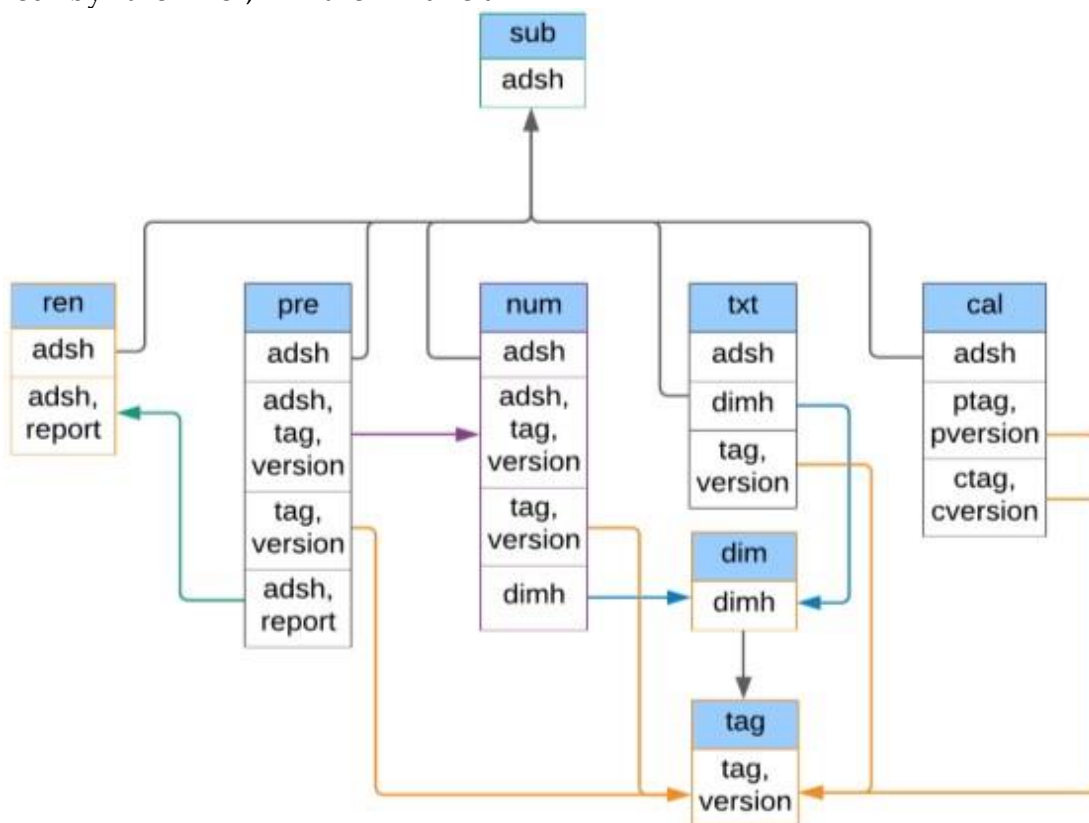 sub
adsh
ren
adsh
adsh,
report
pre
adsh
adsh,
tag,
version
tag,
version
adsh,
report
num
adsh
adsh,
tag,
version
tag,
version
dimh
txt
adsh
dimh
tag,
version
cal
adsh
ptag,
pversion
ctag,
cversion
dim
dimh
tag
tag,
version